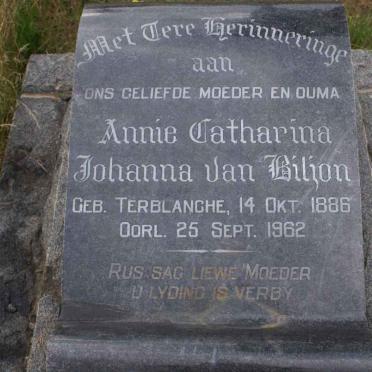 Met Tere Herinneringe
aan
ONS GELIEFDE MOEDER EN OUMA
Annie Catharina
Johanna van Biljon
GEB. TERBLANCHE, 14 OKT. 1886
OORL. 25 SEPT. 1962
RUS SAG LIEWE MOEDER
U LYDING IS VERBY